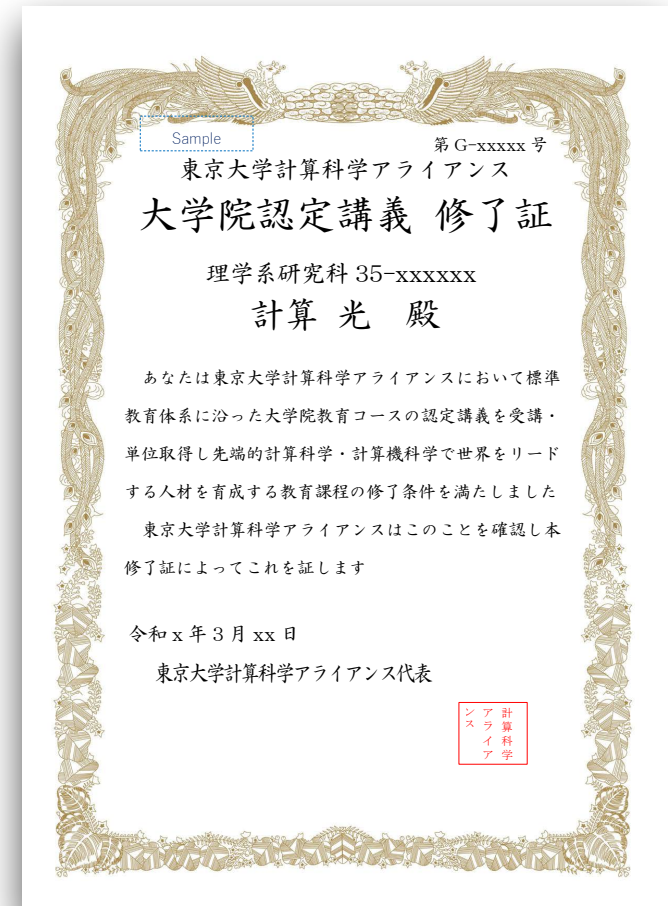 Sample
第 G-xxxxx 号
東京大学計算科学アライアンス
大学院認定講義 修了証
理学系研究科 35-xxxxxx
計算 光 殿
あなたは東京大学計算科学アライアンスにおいて標準
教育体系に沿った大学院教育コースの認定講義を受講・
単位取得し先端的計算科学・計算機科学で世界をリード
する人材を育成する教育課程の修了条件を満たしました
東京大学計算科学アライアンスはこのことを確認し本
修了証によってこれを証します
令和 x 年 3 月 xx 日
東京大学計算科学アライアンス代表
計算科学
アライア
ンス